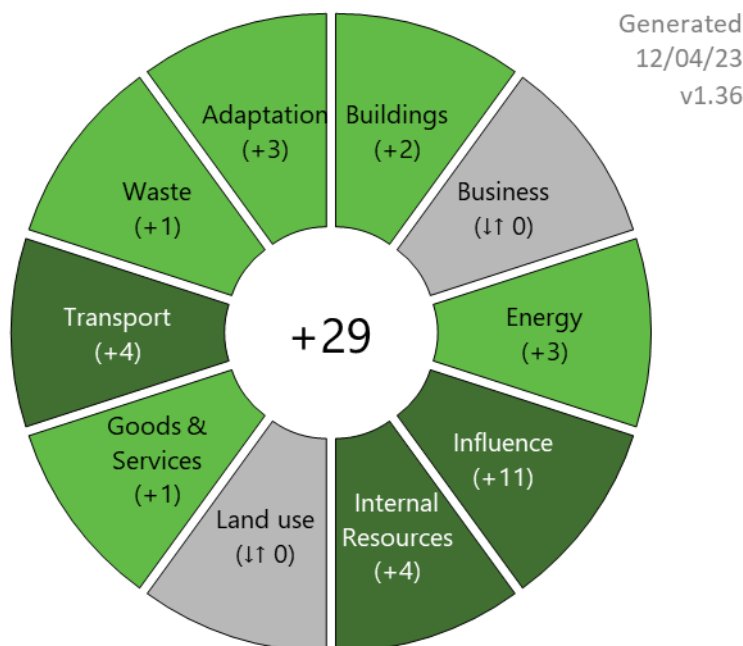 Generated
12/04/23
v1.36
Adaptation
(+3)
Buildings
(+2)
Waste
(+1)
Business
(↓↑ 0)
Transport
(+4)
+29
Energy
(+3)
Goods &
Services
(+1)
Influence
(+11)
Land use
(↓↑ 0)
Internal
Resources
(+4)